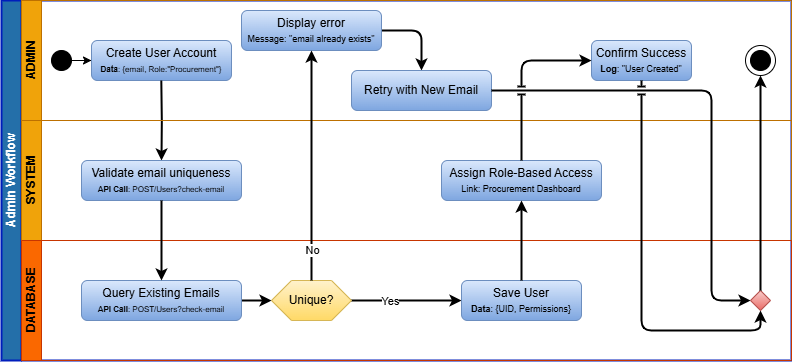 Admin Workflow
ADMIN
Create User Account
Data: {email, Role:"Procurement"}
Display error
Message: "email already exists"
Retry with New Email
Confirm Success
Log: "User Created"
SYSTEM
Validate email uniqueness
API Call: POST/Users?check-email
Assign Role-Based Access
Link: Procurement Dashboard
DATABASE
Query Existing Emails
API Call: POST/Users?check-email
Unique?
No
Yes
Save User
Data: {UID, Permissions}